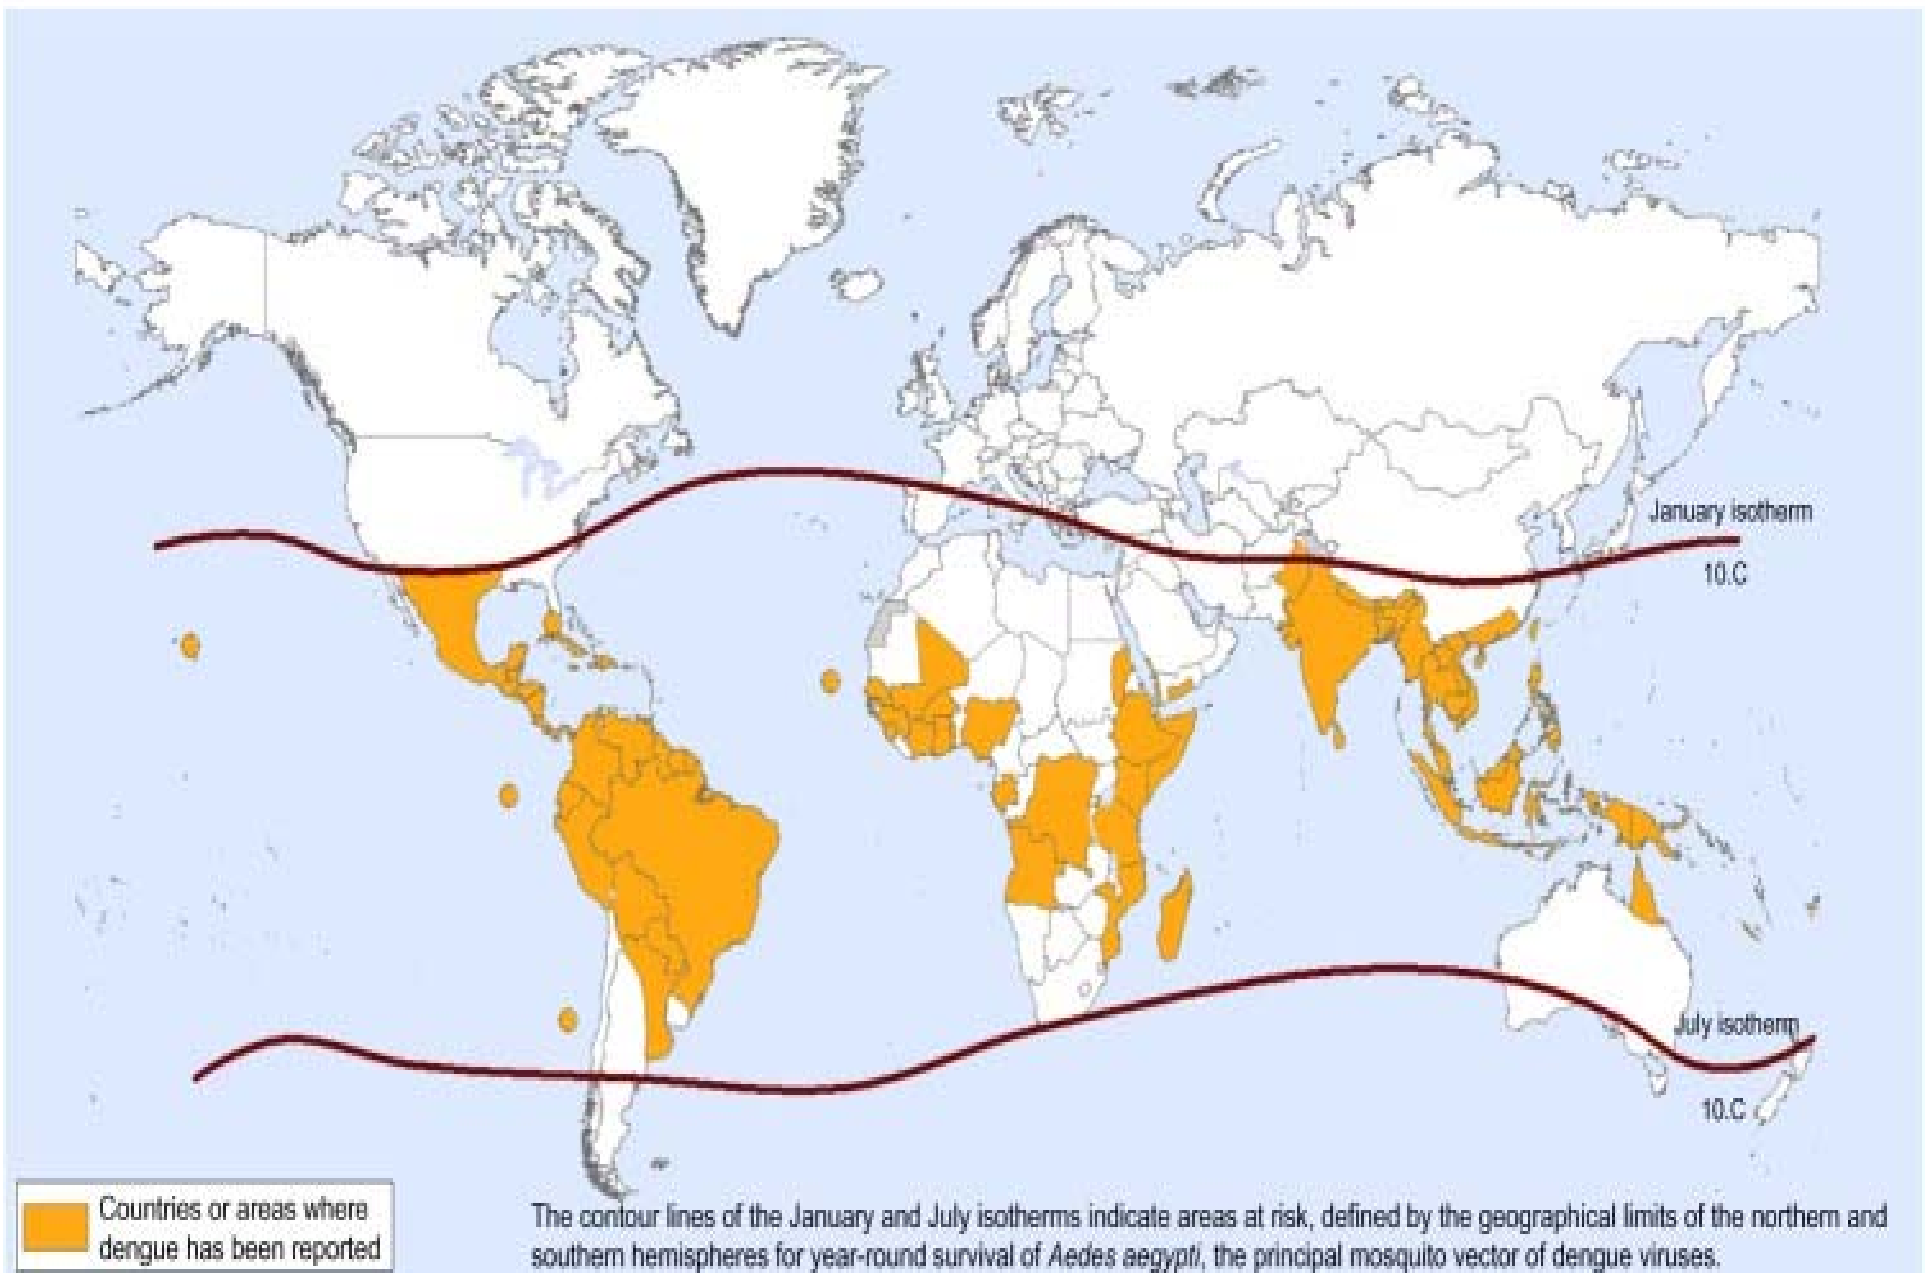 January isotherm
10.C
July isotherm
10.C
Countries or areas where
dengue has been reported
The contour lines of the January and July isotherms indicate areas at risk, defined by the geographical limits of the northern and
southern hemispheres for year-round survival of Aedes aegypti, the principal mosquito vector of dengue viruses.